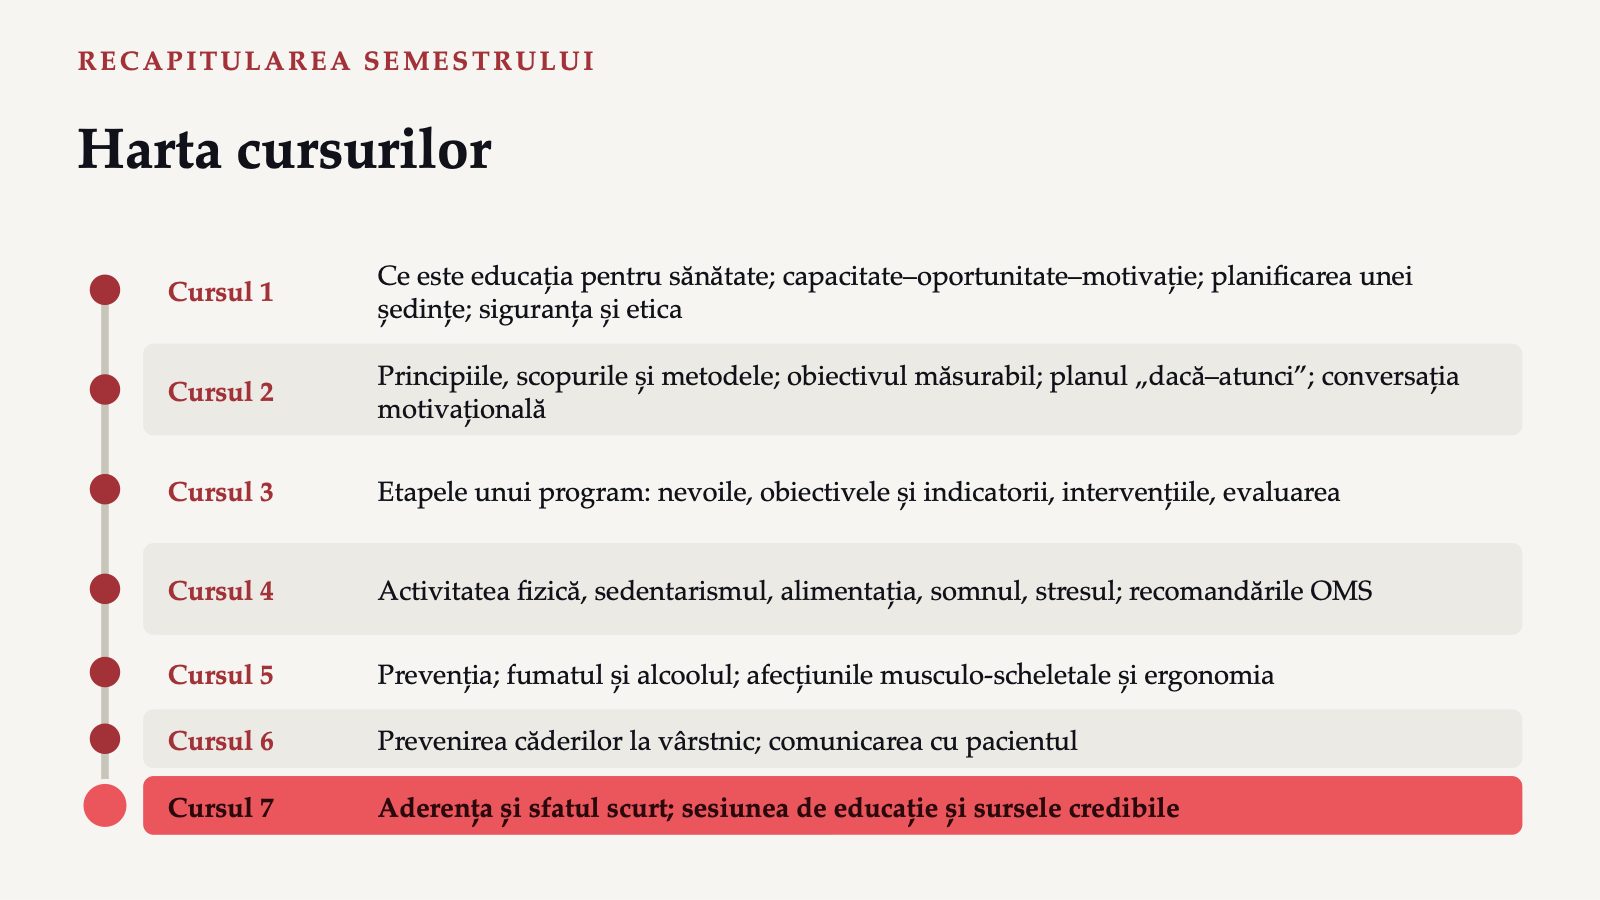 RECAPITULAREA SEMESTRULUI
Harta cursurilor
Cursul 1
Ce este educația pentru sănătate; capacitate–oportunitate–motivație; planificarea unei
ședințe; siguranța și etica
Cursul 2
Principiile, scopurile și metodele; obiectivul măsurabil; planul „dacă–atunci”; conversația
motivațională
Cursul 3
Etapele unui program: nevoile, obiectivele și indicatorii, intervențiile, evaluarea
Cursul 4
Activitatea fizică, sedentarismul, alimentația, somnul, stresul; recomandările OMS
Cursul 5
Prevenția; fumatul și alcoolul; afecțiunile musculo-scheletale și ergonomia
Cursul 6
Prevenirea căderilor la vârstnic; comunicarea cu pacientul
Cursul 7
Aderența și sfatul scurt; sesiunea de educație și sursele credibile